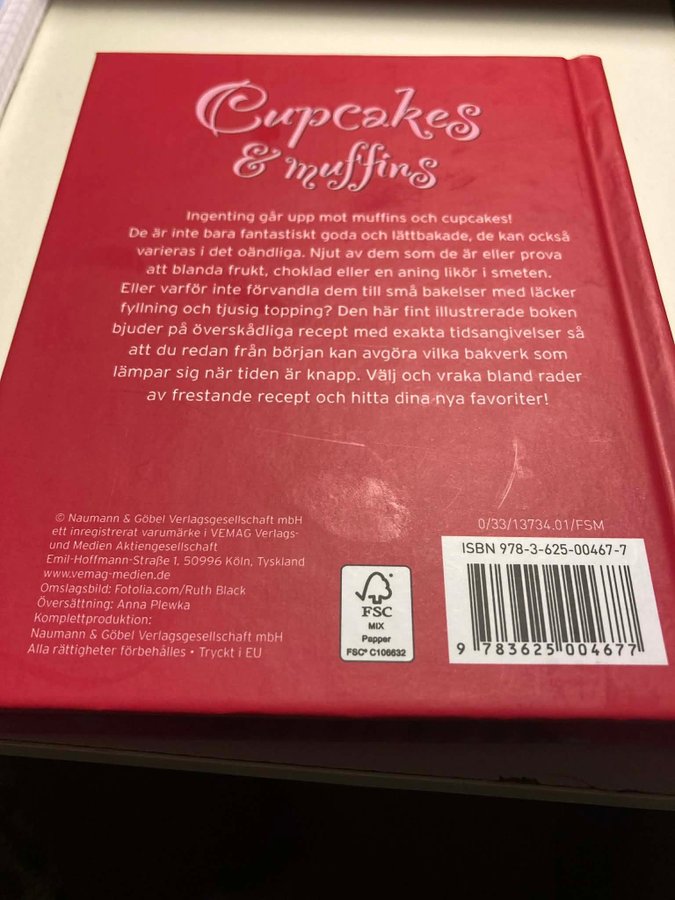 Cupcakes
& muffins
Ingenting går upp mot muffins och cupcakes!
De är inte bara fantastiskt goda och lättbakade, de kan också
varieras i det oändliga. Njut av dem som de är eller prova
att blanda frukt, choklad eller en aning likör i smeten.
Eller varför inte förvandla dem till små bakelser med läcker
fyllning och tjusig topping? Den här fint illustrerade boken
bjuder på överskådliga recept med exakta tidsangivelser så
att du redan från början kan avgöra vilka bakverk som
lämpar sig när tiden är knapp. Välj och vraka bland rader
av frestande recept och hitta dina nya favoriter!
© Naumann & Göbel Verlagsgesellschaft mbH
ett inregistrerat varumärke i VEMAG Verlags-
und Medien Aktiengesellschaft
Emil-Hoffmann-Straße 1, 50996 Köln, Tyskland
www.vemag-medien.de
Omslagsbild: Fotolia.com/Ruth Black
Översättning: Anna Plewka
Komplettproduktion:
Naumann & Göbel Verlagsgesellschaft mbH
Alla rättigheter förbehålles • Tryckt i EU
FSC
MIX
Papper
FSC® C106632
0/33/13734.01/FSM
ISBN 978-3-625-00467-7
9 783625 004677